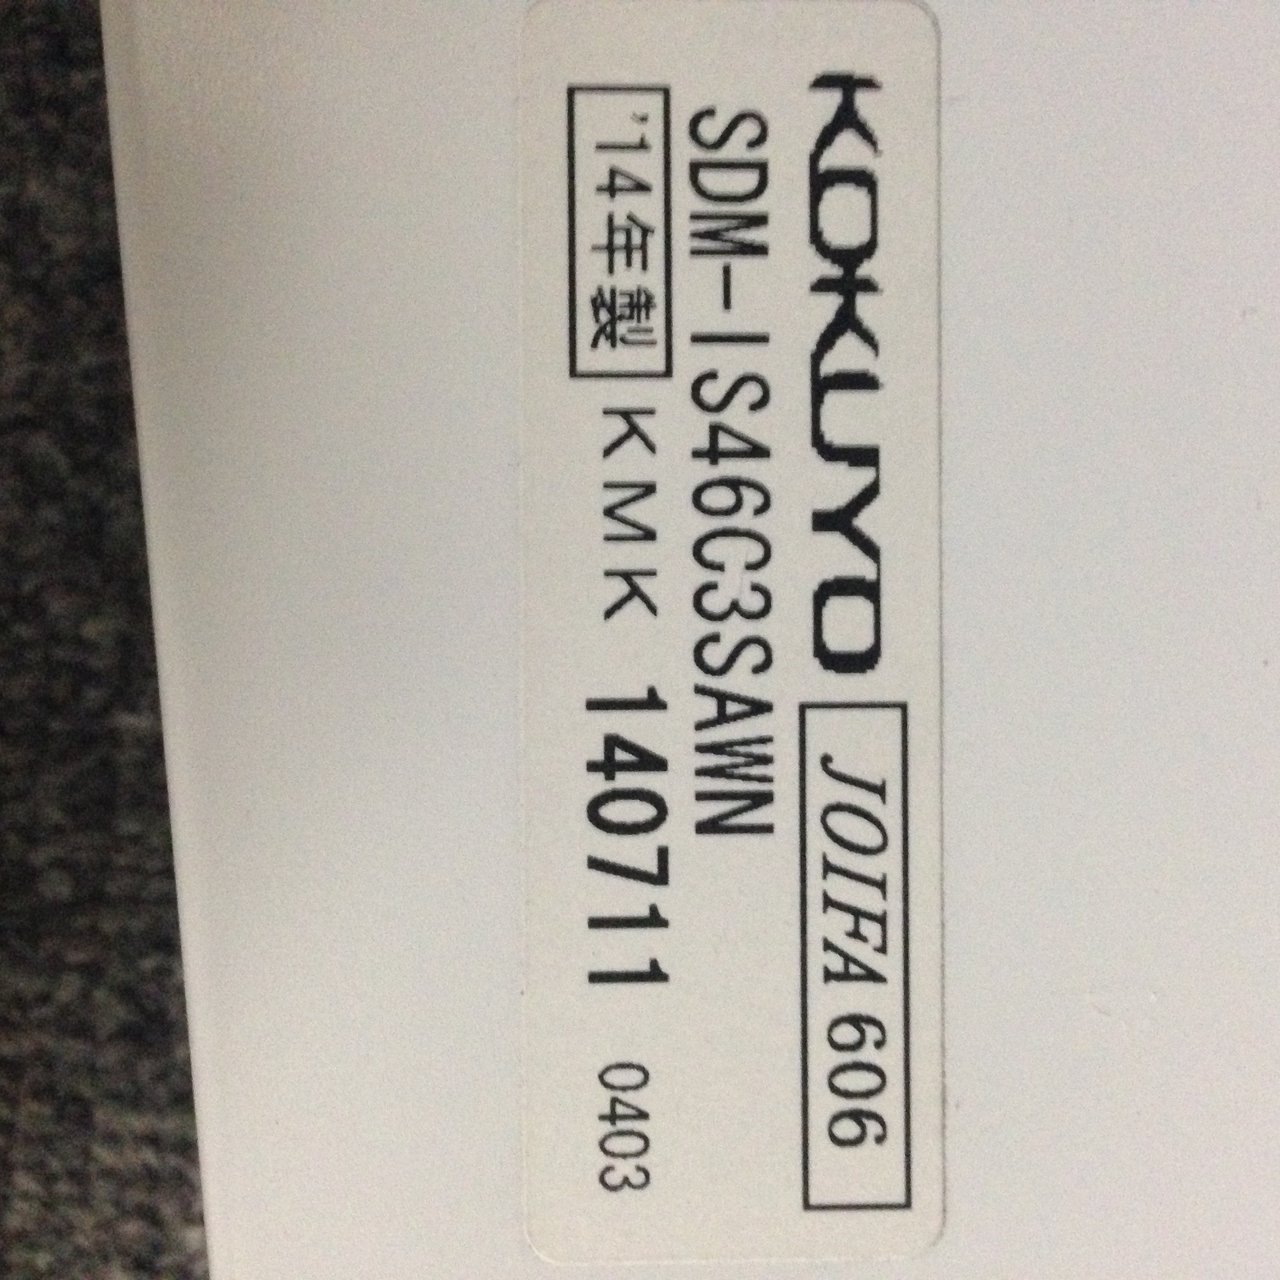 KOKUYO JOIFA 606
SDM-IS46C3SAWN
'14年製 KMK 140711 0403